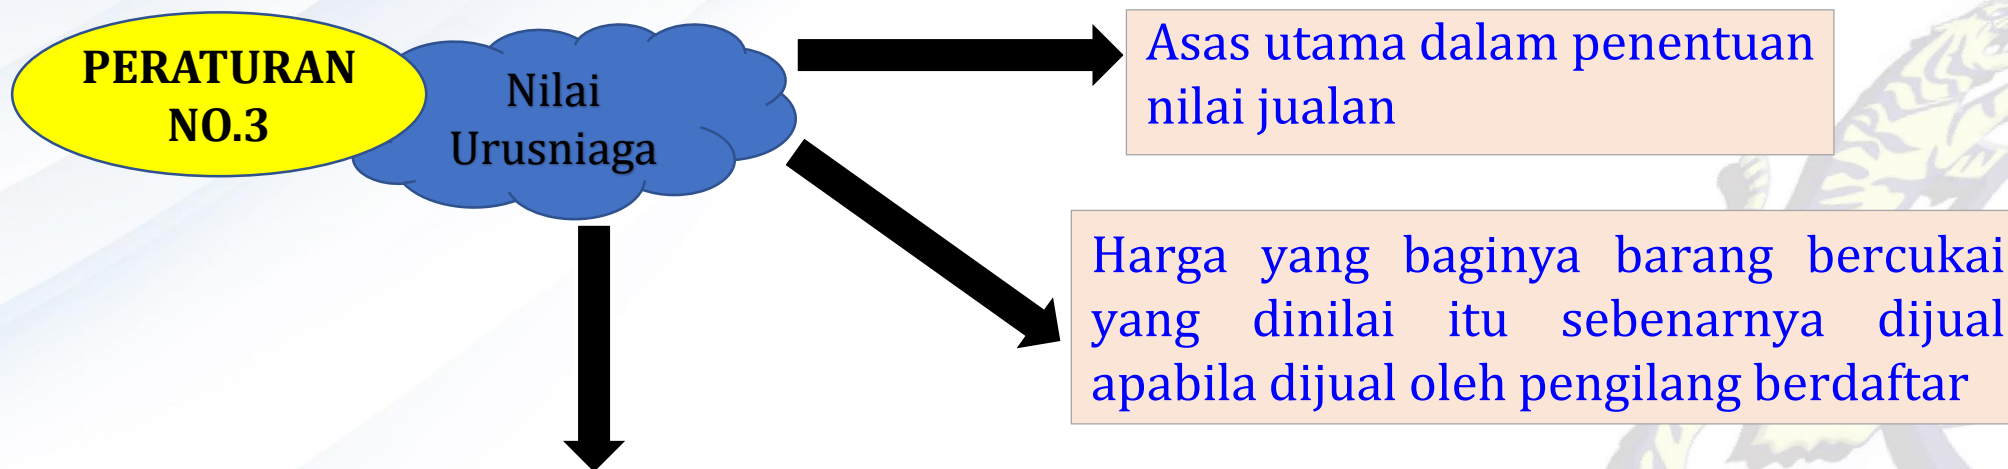 PERATURAN
NO.3
Nilai
Urusniaga
Asas utama dalam penentuan
nilai jualan
Harga yang baginya barang bercukai
yang dinilai itu sebenarnya dijual
apabila dijual oleh pengilang berdaftar